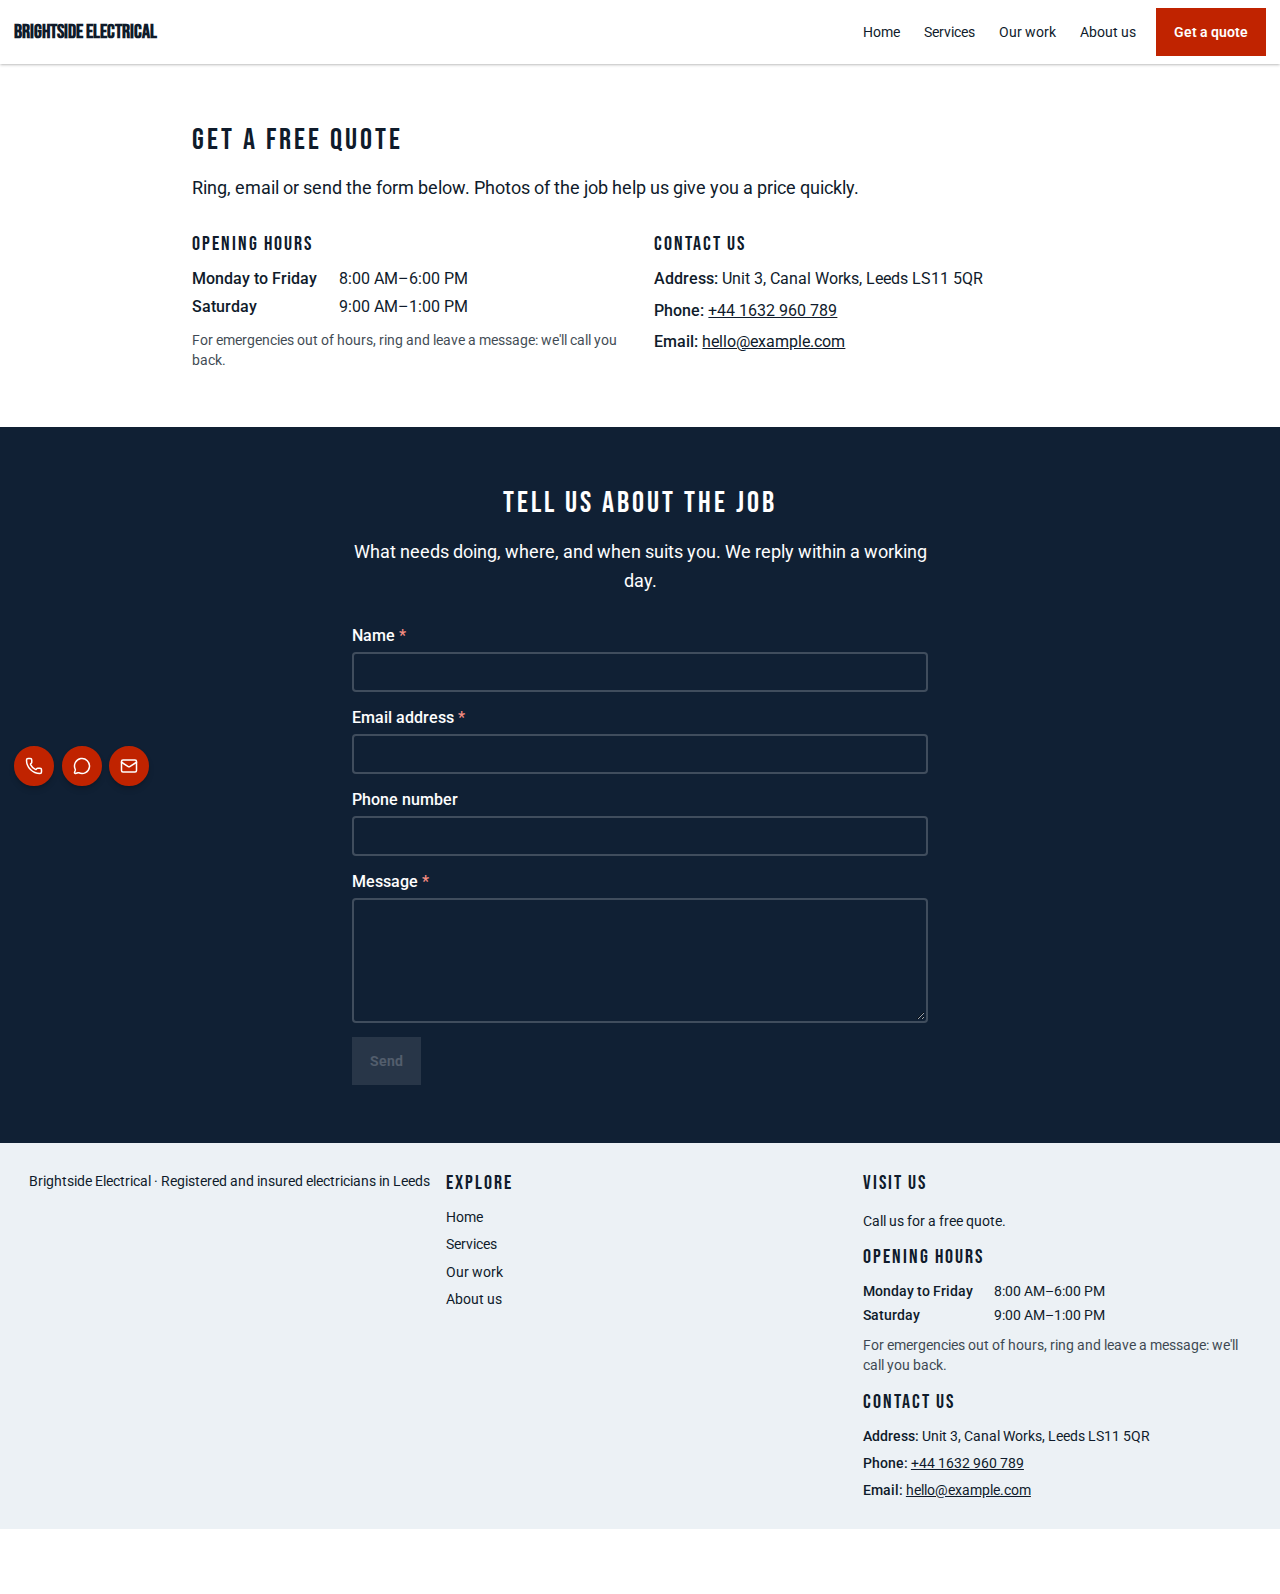 BRIGHTSIDE ELECTRICAL
Home
Services
Our work
About us
Get a quote
GET A FREE QUOTE
Ring, email or send the form below. Photos of the job help us give you a price quickly.
OPENING HOURS
Monday to Friday 8:00 AM–6:00 PM
Saturday 9:00 AM–1:00 PM
For emergencies out of hours, ring and leave a message: we'll call you
back.
CONTACT US
Address: Unit 3, Canal Works, Leeds LS11 5QR
Phone: +44 1632 960 789
Email: hello@example.com
TELL US ABOUT THE JOB
What needs doing, where, and when suits you. We reply within a working
day.
Name *
Email address *
Phone number
Message *
Send
Brightside Electrical · Registered and insured electricians in Leeds
EXPLORE
Home
Services
Our work
About us
VISIT US
Call us for a free quote.
OPENING HOURS
Monday to Friday 8:00 AM–6:00 PM
Saturday 9:00 AM–1:00 PM
For emergencies out of hours, ring and leave a message: we'll
call you back.
CONTACT US
Address: Unit 3, Canal Works, Leeds LS11 5QR
Phone: +44 1632 960 789
Email: hello@example.com